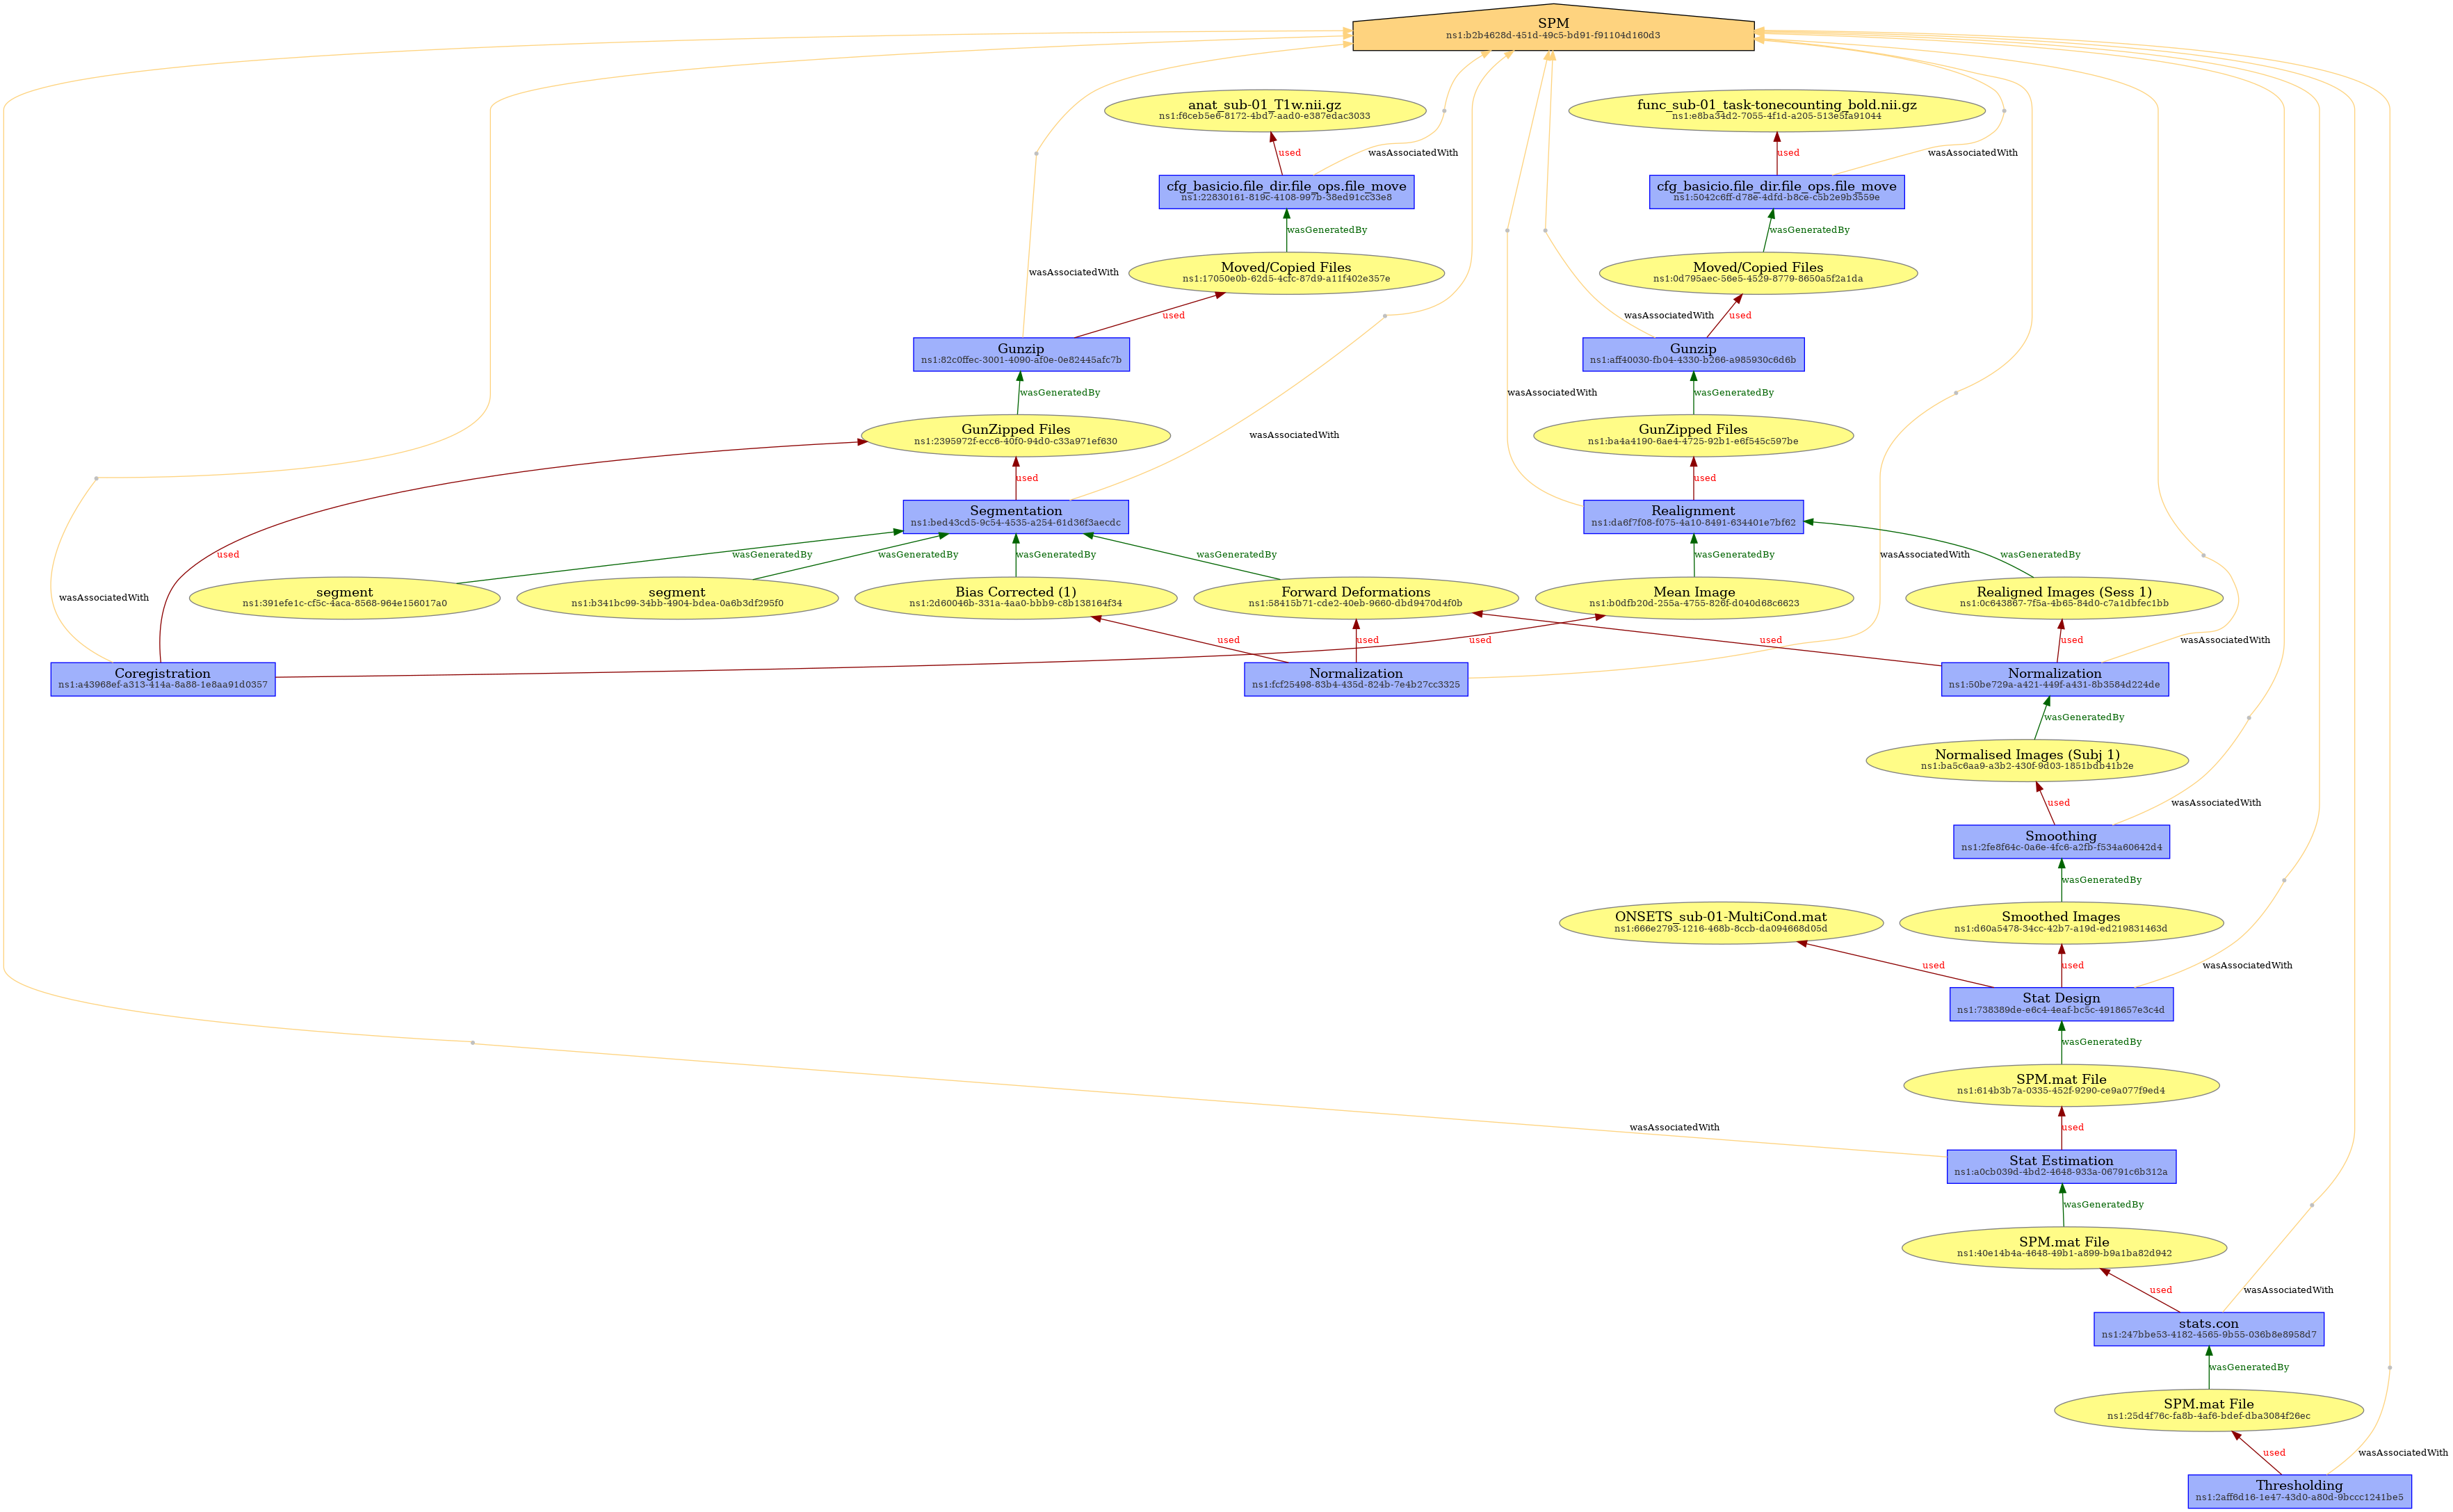 SPM
ns1:b2b4628d-451d-49c5-bd91-f91104d160d3
anat_sub-01_T1w.nii.gz
ns1:f6ceb5e6-8172-4bd7-aad0-e387edac3033
func_sub-01_task-tonecounting_bold.nii.gz
ns1:e8ba34d2-7055-4f1d-a205-513e5fa91044
used
wasAssociatedWith
used
wasAssociatedWith
cfg_basicio.file_dir.file_ops.file_move
ns1:22830161-819c-4108-997b-38ed91cc33e8
cfg_basicio.file_dir.file_ops.file_move
ns1:5042c6ff-d78e-4dfd-b8ce-c5b2e9b3559e
wasGeneratedBy
wasGeneratedBy
wasAssociatedWith
Moved/Copied Files
ns1:17050e0b-62d5-4cfc-87d9-a11f402e357e
Moved/Copied Files
ns1:0d795aec-56e5-4529-8779-8650a5f2a1da
used
wasAssociatedWith
used
Gunzip
ns1:82c0ffec-3001-4090-af0e-0e82445afc7b
Gunzip
ns1:aff40030-fb04-4330-b266-a985930c6d6b
wasGeneratedBy
wasAssociatedWith
wasGeneratedBy
GunZipped Files
ns1:2395972f-ecc6-40f0-94d0-c33a971ef630
wasAssociatedWith
GunZipped Files
ns1:ba4a4190-6ae4-4725-92b1-e6f545c597be
used
used
Segmentation
ns1:bed43cd5-9c54-4535-a254-61d36f3aecdc
Realignment
ns1:da6f7f08-f075-4a10-8491-634401e7bf62
used
wasGeneratedBy
wasGeneratedBy
wasGeneratedBy
wasGeneratedBy
wasGeneratedBy
wasAssociatedWith
wasGeneratedBy
wasAssociatedWith
segment
ns1:391efe1c-cf5c-4aca-8568-964e156017a0
segment
ns1:b341bc99-34bb-4904-bdea-0a6b3df295f0
Bias Corrected (1)
ns1:2d60046b-331a-4aa0-bbb9-c8b138164f34
Forward Deformations
ns1:58415b71-cde2-40eb-9660-dbd9470d4f0b
Mean Image
ns1:b0dfb20d-255a-4755-826f-d040d68c6623
Realigned Images (Sess 1)
ns1:0c643867-7f5a-4b65-84d0-c7a1dbfec1bb
used
used
used
used
used
wasAssociatedWith
Coregistration
ns1:a43968ef-a313-414a-8a88-1e8aa91d0357
Normalization
ns1:fcf25498-83b4-435d-824b-7e4b27cc3325
Normalization
ns1:50be729a-a421-449f-a431-8b3584d224de
wasGeneratedBy
Normalised Images (Subj 1)
ns1:ba5c6aa9-a3b2-430f-9d03-1851bdb41b2e
used
wasAssociatedWith
Smoothing
ns1:2fe8f64c-0a6e-4fc6-a2fb-f534a60642d4
wasGeneratedBy
ONSETS_sub-01-MultiCond.mat
ns1:666e2793-1216-468b-8ccb-da094668d05d
Smoothed Images
ns1:d60a5478-34cc-42b7-a19d-ed219831463d
used
used
wasAssociatedWith
Stat Design
ns1:738389de-e6c4-4eaf-bc5c-4918657e3c4d
wasGeneratedBy
SPM.mat File
ns1:614b3b7a-0335-452f-9290-ce9a077f9ed4
wasAssociatedWith
used
Stat Estimation
ns1:a0cb039d-4bd2-4648-933a-06791c6b312a
wasGeneratedBy
SPM.mat File
ns1:40e14b4a-4648-49b1-a899-b9a1ba82d942
used
wasAssociatedWith
stats.con
ns1:247bbe53-4182-4565-9b55-036b8e8958d7
wasGeneratedBy
SPM.mat File
ns1:25d4f76c-fa8b-4af6-bdef-dba3084f26ec
used
wasAssociatedWith
Thresholding
ns1:2aff6d16-1e47-43d0-a80d-9bccc1241be5